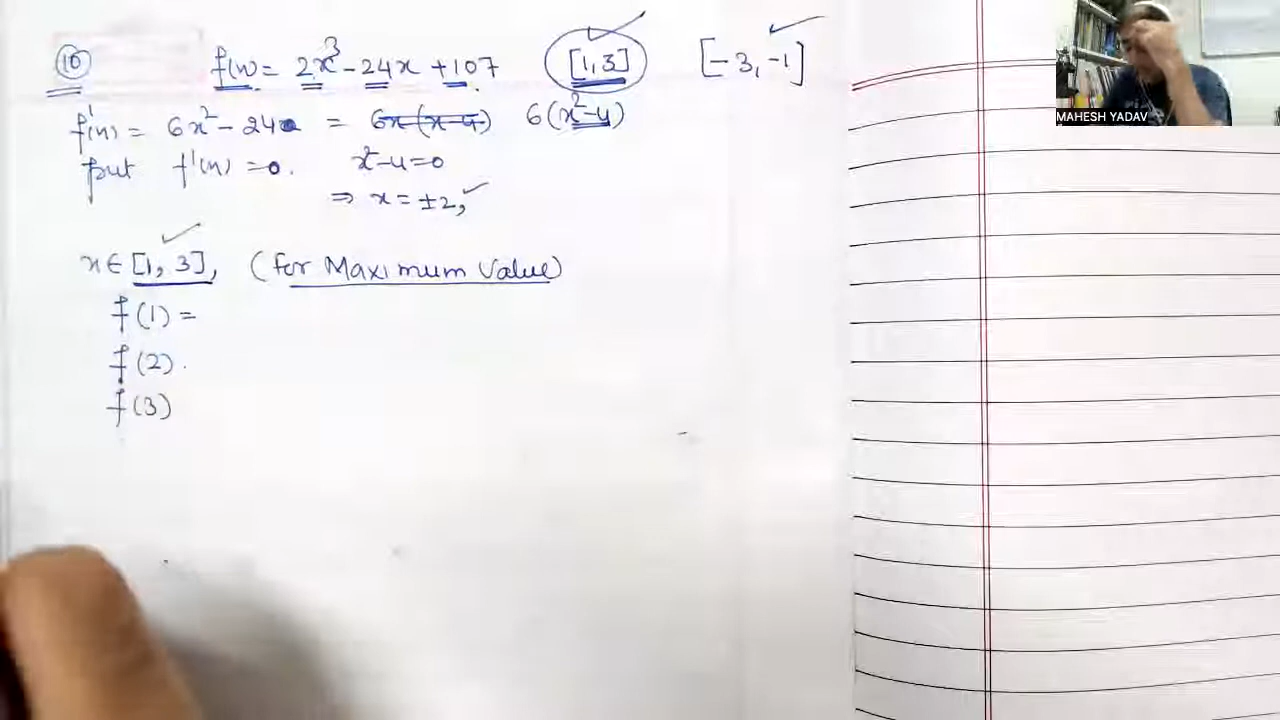 10 f(x) = 2x³ - 24x + 107 [1, 3] [-3, -1]
f'(x) = 6x² - 24 = 6x(x-4) 6(x²-4)
put f'(x) = 0. x²-4=0
⇒ x = ±2,
x ∈ [1, 3], (for Maximum Value)
f(1) =
f(2).
f(3)
MAHESH YADAV